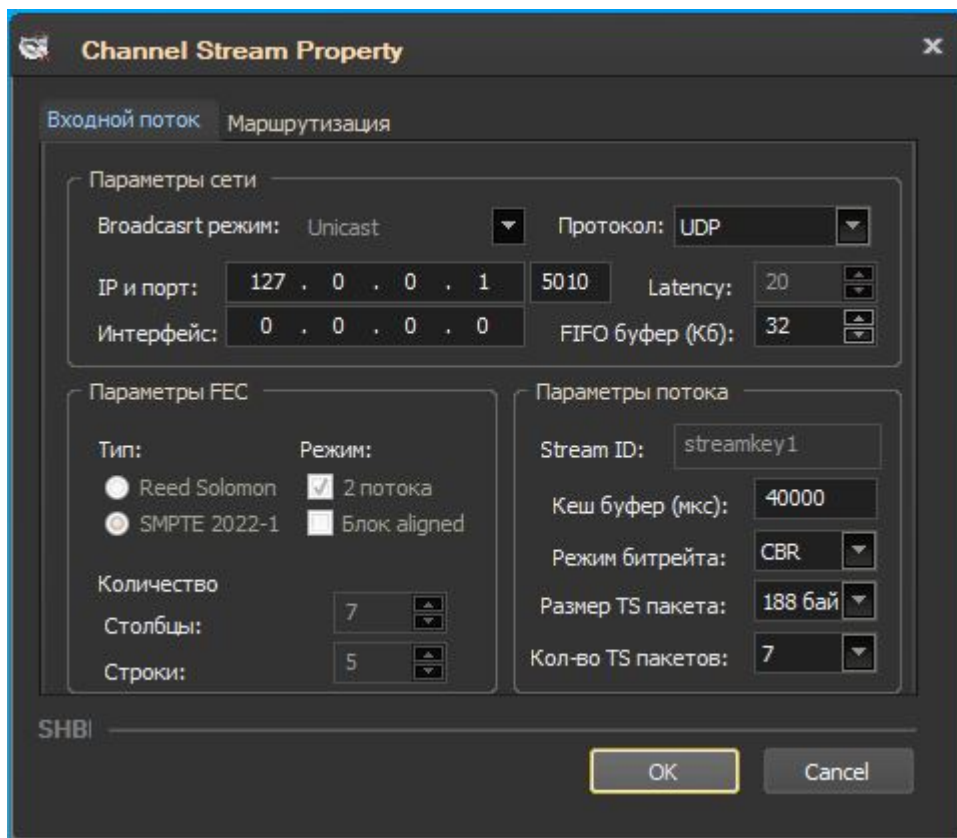 Channel Stream Property
Входной поток Маршрутизация
Параметры сети
Broadcasrt режим: Unicast Протокол: UDP
IP и порт: 127 . 0 . 0 . 1 5010 Latency: 20
Интерфейс: 0 . 0 . 0 . 0 FIFO буфер (Кб): 32
Параметры FEC
Тип: Режим:
Reed Solomon 2 потока
SMPTE 2022-1 Блок aligned
Количество
Столбцы: 7
Строки: 5
Параметры потока
Stream ID: streamkey1
Кеш буфер (мкс): 40000
Режим битрейта: CBR
Размер TS пакета: 188 бай
Кол-во TS пакетов: 7
SHBI
OK Cancel